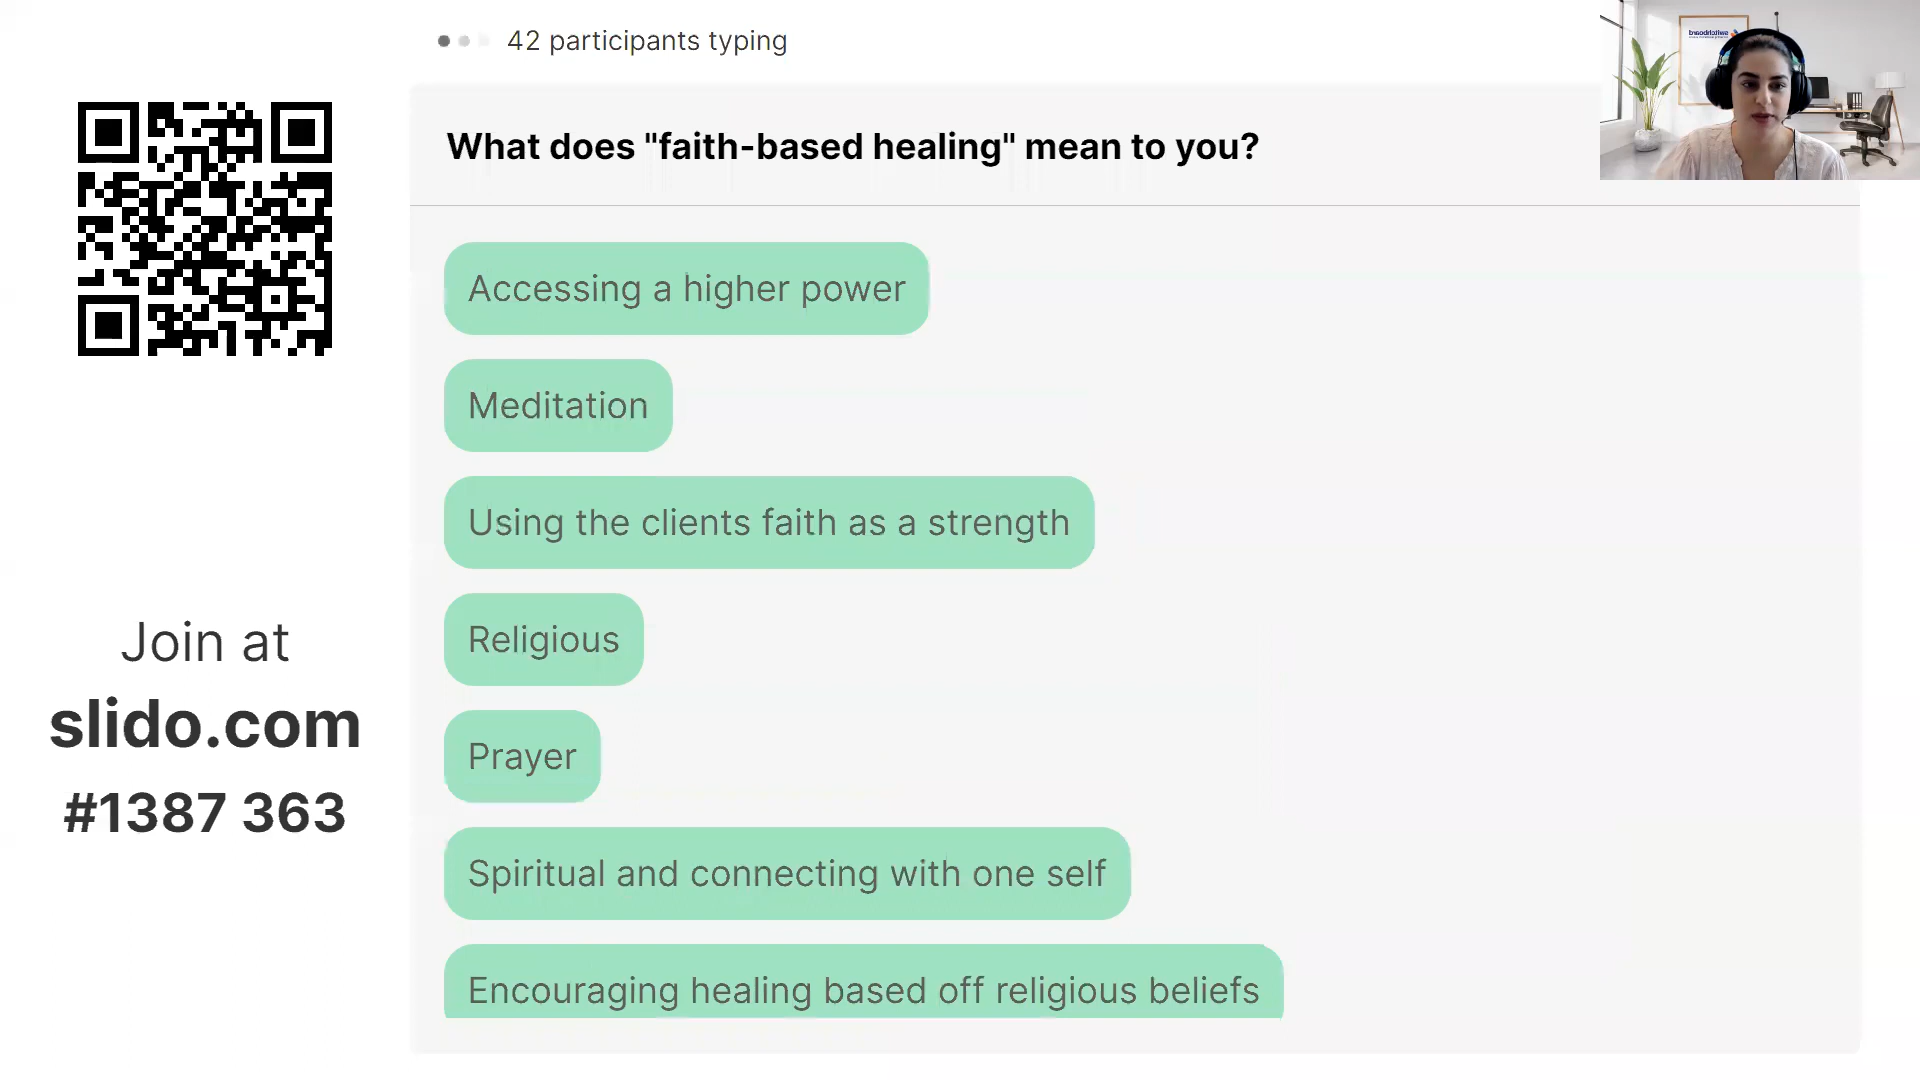 42 participants typing
What does "faith-based healing" mean to you?
Accessing a higher power
Meditation
Using the clients faith as a strength
Religious
Prayer
Spiritual and connecting with one self
Encouraging healing based off religious beliefs
Join at
slido.com
#1387 363